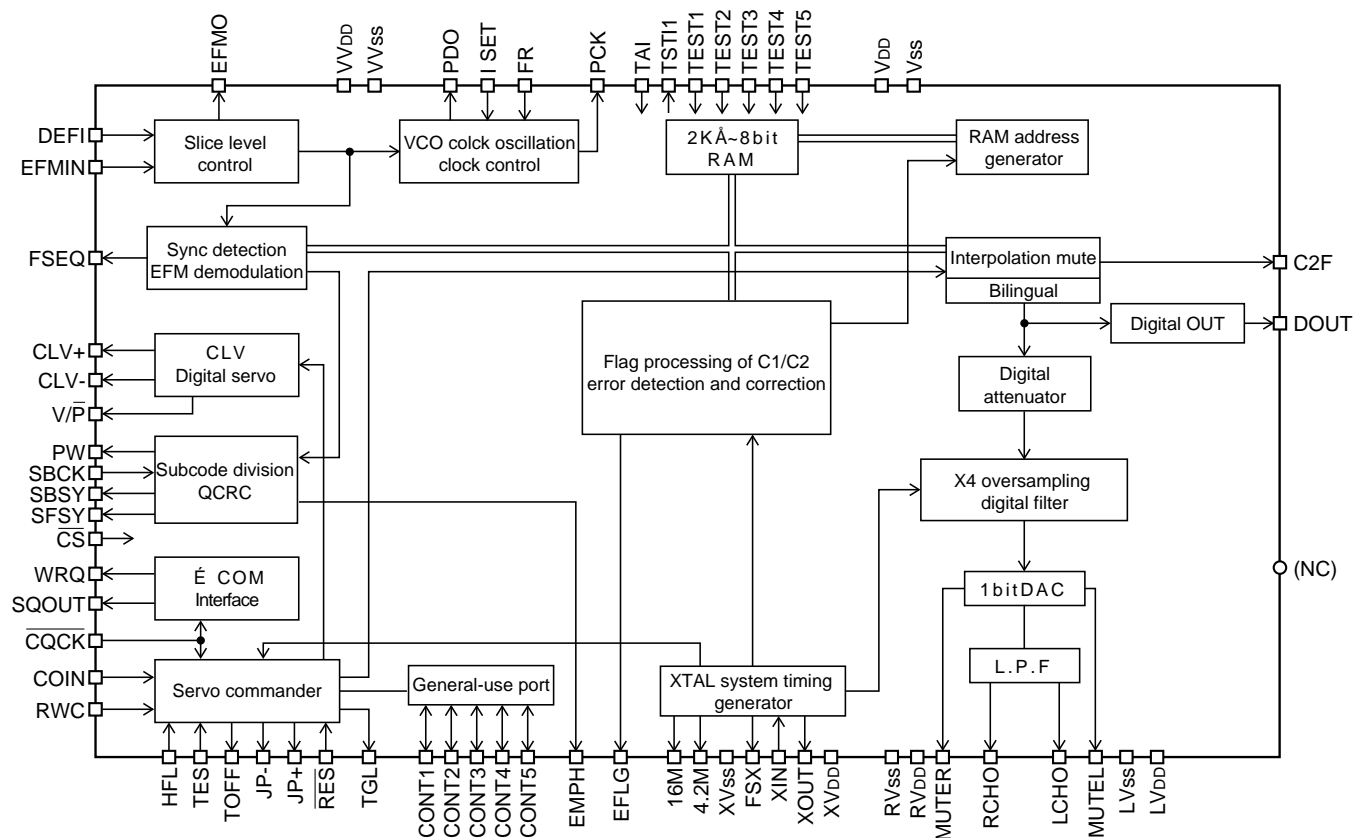 EFMO
VVDD
VVss
PDO
I SET
FR
PCK
TAI
TSTI1
TEST1
TEST2
TEST3
TEST4
TEST5
VDD
Vss
DEFI
EFMIN
Slice level
control
VCO colck oscillation
clock control
2KÅ~8bit
RAM
RAM address
generator
FSEQ
Sync detection
EFM demodulation
Interpolation mute
Bilingual
C2F
Digital OUT
DOUT
CLV+
CLV-
V/P̅
CLV
Digital servo
Flag processing of C1/C2
error detection and correction
Digital
attenuator
PW
SBCK
SBSY
SFSY
C̅S̅
Subcode division
QCRC
X4 oversampling
digital filter
WRQ
SQOUT
C̅Q̅C̅K̅
É COM
Interface
1bitDAC
(NC)
COIN
RWC
Servo commander
General-use port
XTAL system timing
generator
L.P.F
HFL
TES
TOFF
JP-
JP+
R̅E̅S̅
TGL
CONT1
CONT2
CONT3
CONT4
CONT5
EMPH
EFLG
16M
4.2M
XVss
FSX
XIN
XOUT
XVDD
RVss
RVDD
MUTER
RCHO
LCHO
MUTEL
LVss
LVDD